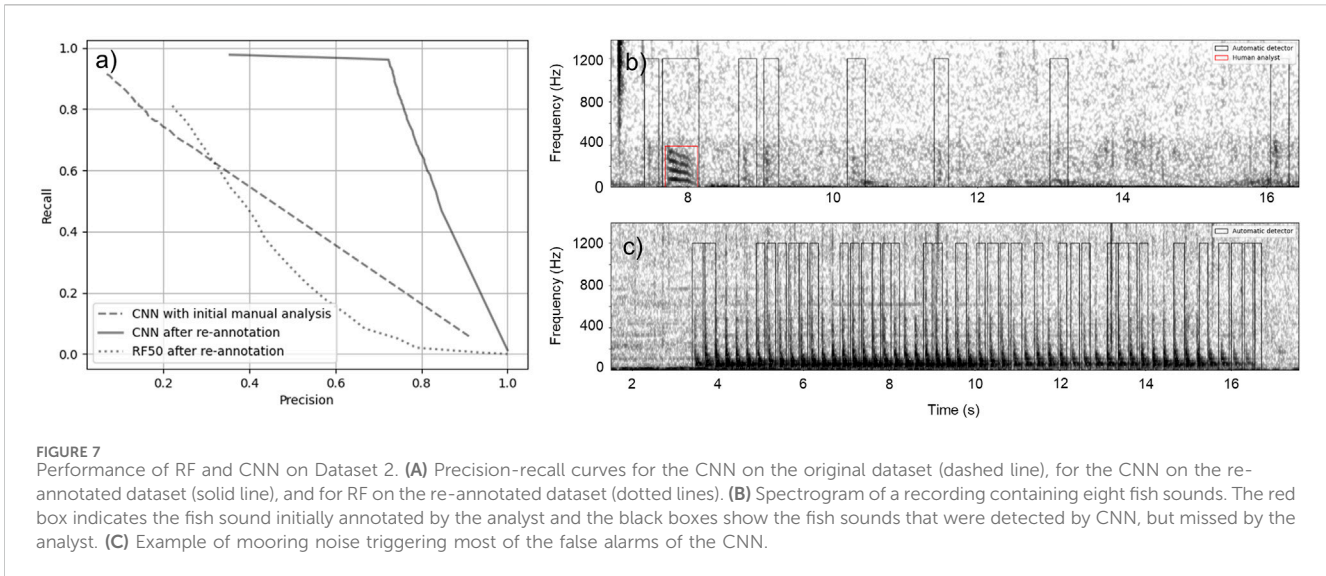 a)
1.0
0.8
0.6
0.4
0.2
0.0
Recall
CNN with initial manual analysis
CNN after re-annotation
RF50 after re-annotation
0.2 0.4 0.6 0.8 1.0
Precision
b)
Automatic detector
Human analyst
1200
800
400
0
Frequency (Hz)
8 10 12 14 16
c)
Automatic detector
1200
800
400
0
Frequency (Hz)
2 4 6 8 10 12 14 16
Time (s)
FIGURE 7
Performance of RF and CNN on Dataset 2. (A) Precision-recall curves for the CNN on the original dataset (dashed line), for the CNN on the re-
annotated dataset (solid line), and for RF on the re-annotated dataset (dotted lines). (B) Spectrogram of a recording containing eight fish sounds. The red
box indicates the fish sound initially annotated by the analyst and the black boxes show the fish sounds that were detected by CNN, but missed by the
analyst. (C) Example of mooring noise triggering most of the false alarms of the CNN.